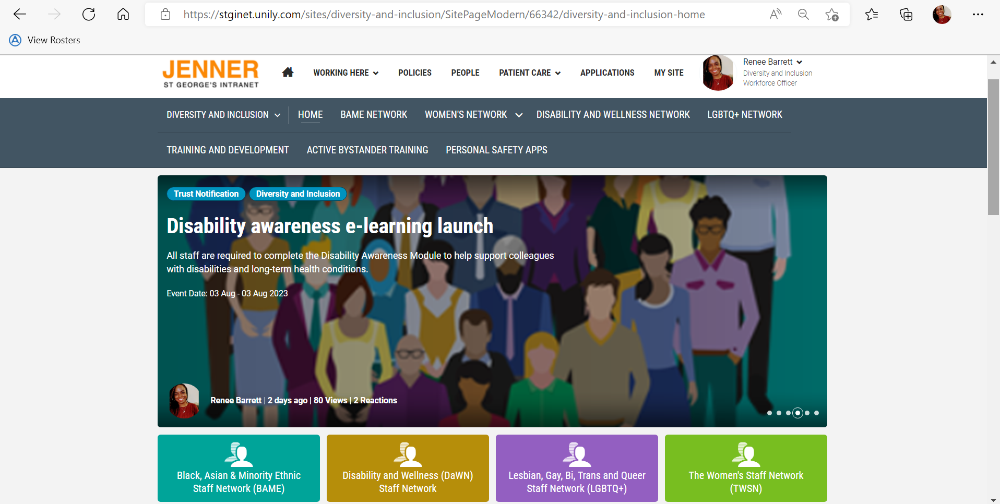 https://stginet.unily.com/sites/diversity-and-inclusion/SitePageModern/66342/diversity-and-inclusion-home
View Rosters
JENNER
ST GEORGE'S INTRANET
WORKING HERE
POLICIES
PEOPLE
PATIENT CARE
APPLICATIONS
MY SITE
Renee Barrett
Diversity and Inclusion
Workforce Officer
DIVERSITY AND INCLUSION
HOME
BAME NETWORK
WOMEN'S NETWORK
DISABILITY AND WELLNESS NETWORK
LGBTQ+ NETWORK
TRAINING AND DEVELOPMENT
ACTIVE BYSTANDER TRAINING
PERSONAL SAFETY APPS
Trust Notification
Diversity and Inclusion
Disability awareness e-learning launch
All staff are required to complete the Disability Awareness Module to help support colleagues
with disabilities and long-term health conditions.
Event Date: 03 Aug - 03 Aug 2023
Renee Barrett | 2 days ago | 80 Views | 2 Reactions
Black, Asian & Minority Ethnic
Staff Network (BAME)
Disability and Wellness (DaWN)
Staff Network
Lesbian, Gay, Bi, Trans and Queer
Staff Network (LGBTQ+)
The Women's Staff Network
(TWSN)